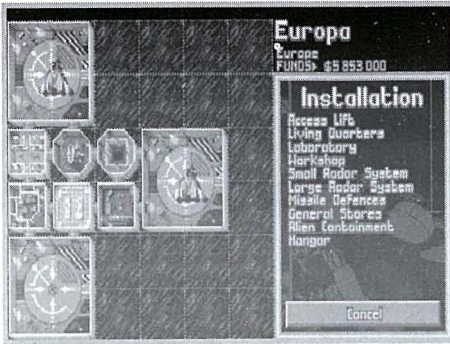 Europa
Europe
FUNDS> $5 853 000
Installation
Access Lift
Living Quarters
Laboratory
Workshop
Small Radar System
Large Radar System
Missile Defences
General Stores
Alien Containment
Hangar
Cancel